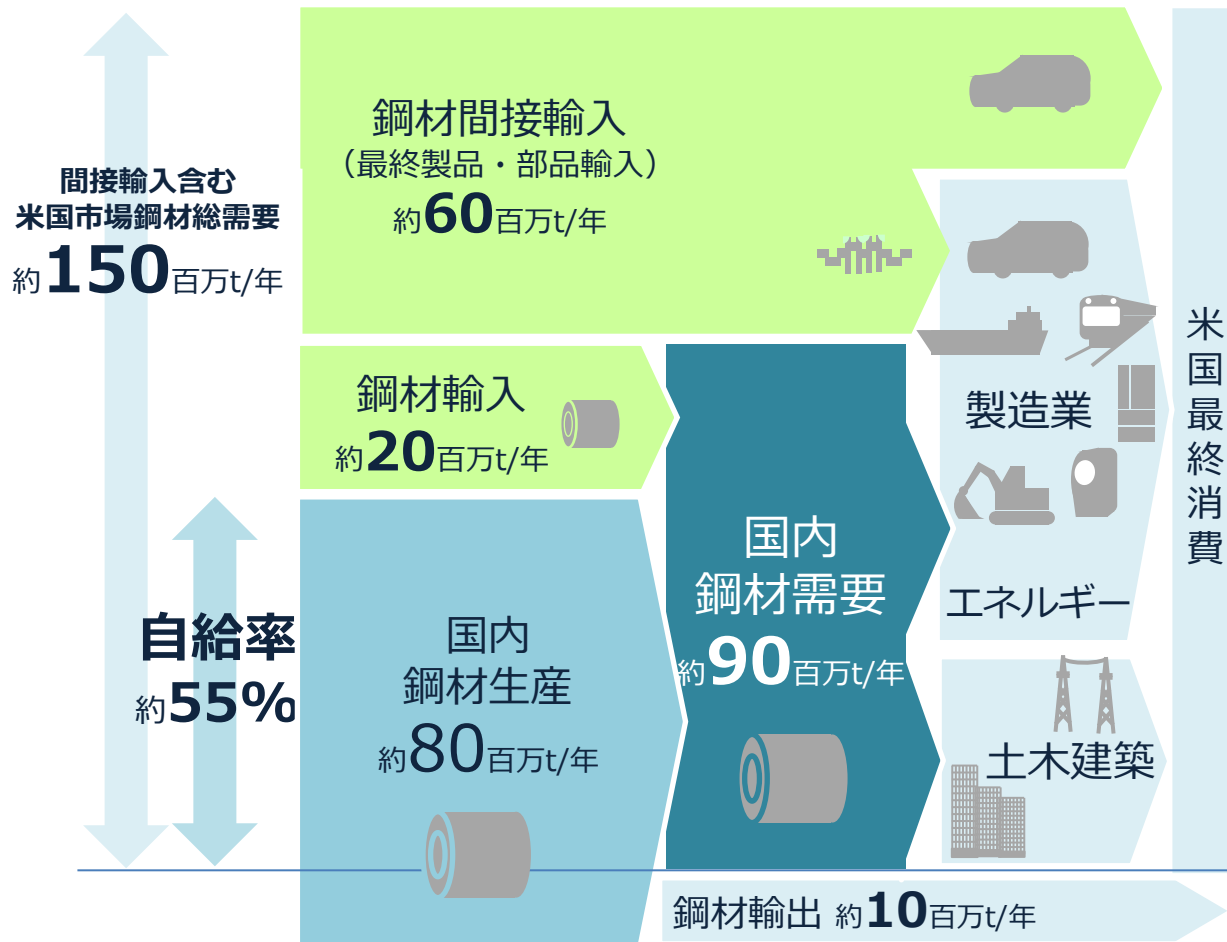 間接輸入含む
米国市場鋼材総需要
約150百万t/年
自給率
約55%
鋼材間接輸入
（最終製品・部品輸入）
約60百万t/年
鋼材輸入
約20百万t/年
国内
鋼材生産
約80百万t/年
国内
鋼材需要
約90百万t/年
製造業
エネルギー
土木建築
鋼材輸出 約10百万t/年
米国最終消費